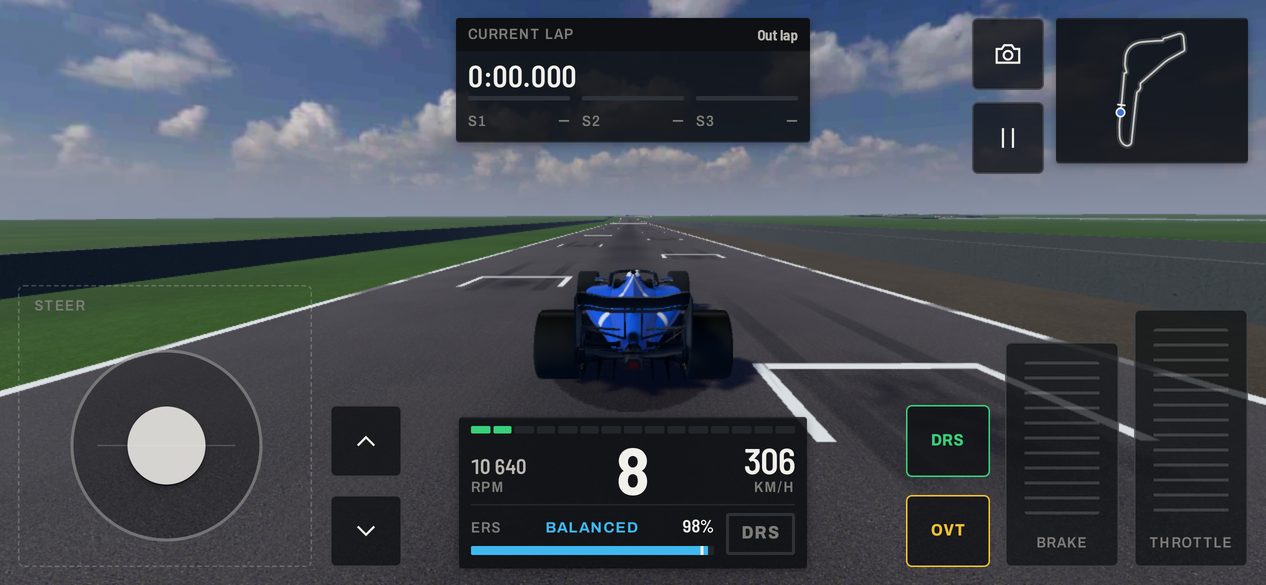 CURRENT LAP
Out lap
0:00.000
S1 – S2 – S3 –
STEER
10 640
RPM
8
306
KM/H
ERS BALANCED 98% DRS
DRS
OVT
BRAKE
THROTTLE